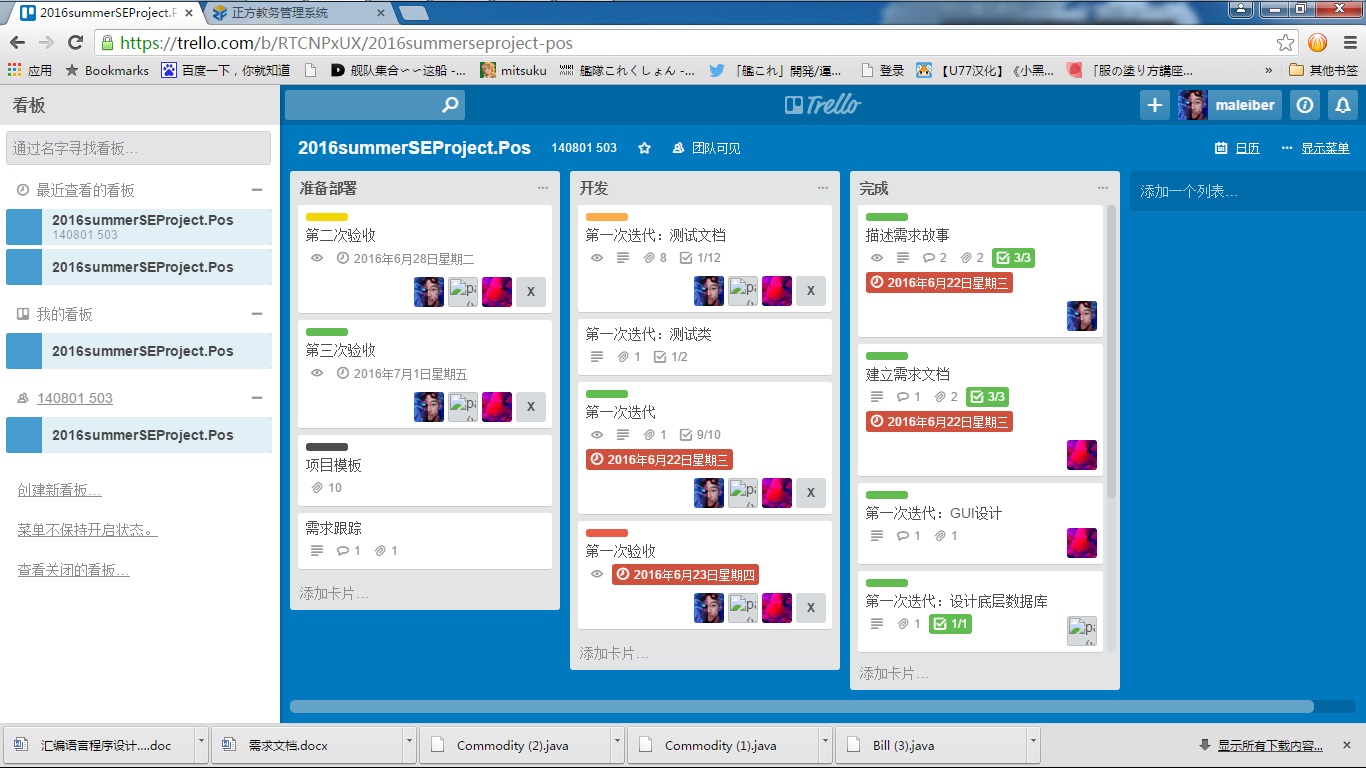 2016summerSEProject.P
正方教务管理系统
https://trello.com/b/RTCNPxUX/2016summerseproject-pos
应用
Bookmarks
百度一下，你就知道
舰队集合~~这船 -...
mitsuku
艦隊これくしょん -...
「艦これ」開発/運...
登录
【U77汉化】《小黑...
「服の塗り方講座...
»
其他书签
看板
Trello
maleiber
通过名字寻找看板...
2016summerSEProject.Pos
140801 503
团队可见
日历
显示菜单
最近查看的看板
2016summerSEProject.Pos
140801 503
2016summerSEProject.Pos
我的看板
2016summerSEProject.Pos
140801 503
2016summerSEProject.Pos
创建新看板...
菜单不保持开启状态。
查看关闭的看板...
准备部署
第二次验收
2016年6月28日星期二
X
第三次验收
2016年7月1日星期五
X
项目模板
10
需求跟踪
1 1
添加卡片...
开发
第一次迭代：测试文档
8 1/12
X
第一次迭代：测试类
1 1/2
第一次迭代
1 9/10
2016年6月22日星期三
X
第一次验收
2016年6月23日星期四
X
添加卡片...
完成
描述需求故事
2 2 3/3
2016年6月22日星期三
建立需求文档
1 2 3/3
2016年6月22日星期三
第一次迭代：GUI设计
1 1
第一次迭代：设计底层数据库
1 1/1
添加卡片...
添加一个列表...
汇编语言程序设计....doc
需求文档.docx
Commodity (2).java
Commodity (1).java
Bill (3).java
显示所有下载内容...